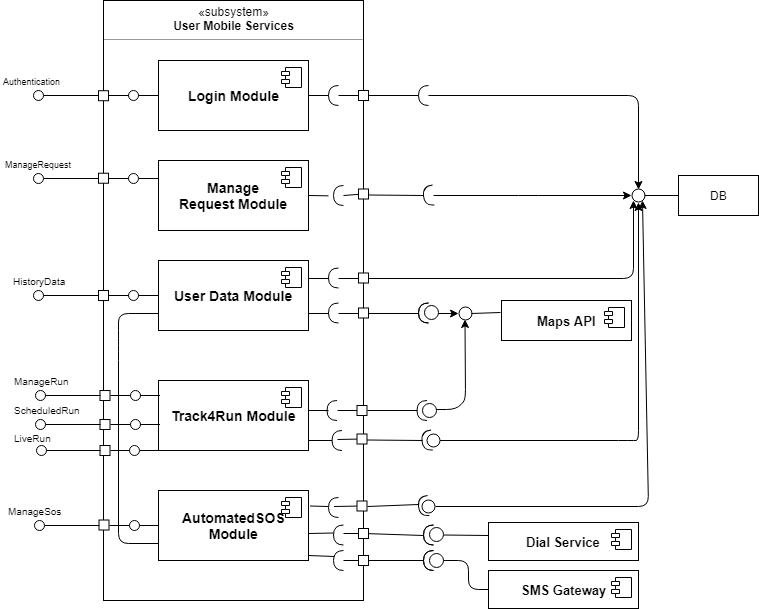 «subsystem»
User Mobile Services
Authentication
Login Module
ManageRequest
Manage
Request Module
DB
HistoryData
User Data Module
Maps API
ManageRun
ScheduledRun
Track4Run Module
LiveRun
ManageSos
AutomatedSOS
Module
Dial Service
SMS Gateway